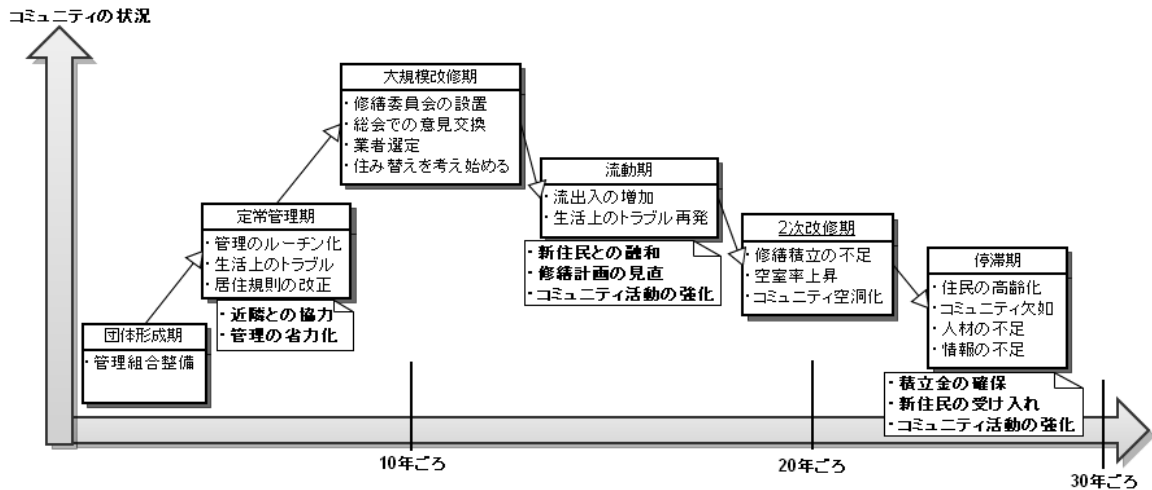 コミュニティの状況
大規模改修期
・修繕委員会の設置
・総会での意見交換
・業者選定
・住み替えを考え始める
流動期
・流出入の増加
・生活上のトラブル再発
・新住民との融和
・修繕計画の見直
・コミュニティ活動の強化
定常管理期
・管理のルーチン化
・生活上のトラブル
・居住規則の改正
・近隣との協力
・管理の省力化
2次改修期
・修繕積立の不足
・空室率上昇
・コミュニティ空洞化
停滞期
・住民の高齢化
・コミュニティ欠如
・人材の不足
・情報の不足
・積立金の確保
・新住民の受け入れ
・コミュニティ活動の強化
団体形成期
・管理組合整備
10年ごろ
20年ごろ
30年ごろ